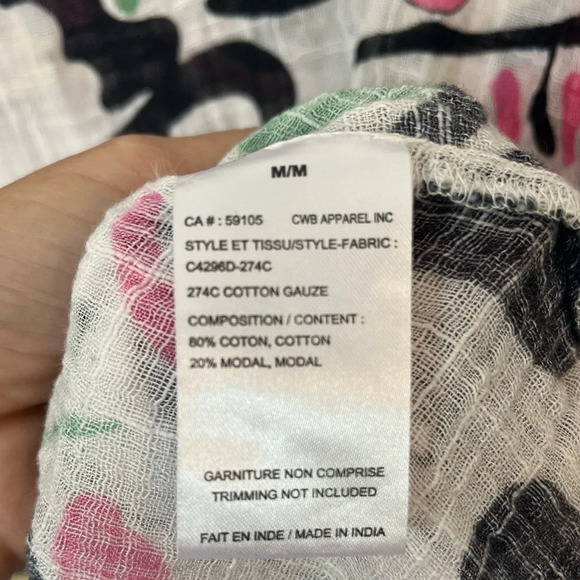 M/M
CA # : 59105 CWB APPAREL INC
STYLE ET TISSU/STYLE-FABRIC :
C4296D-274C
274C COTTON GAUZE
COMPOSITION / CONTENT :
80% COTON, COTTON
20% MODAL, MODAL
GARNITURE NON COMPRISE
TRIMMING NOT INCLUDED
FAIT EN INDE / MADE IN INDIA